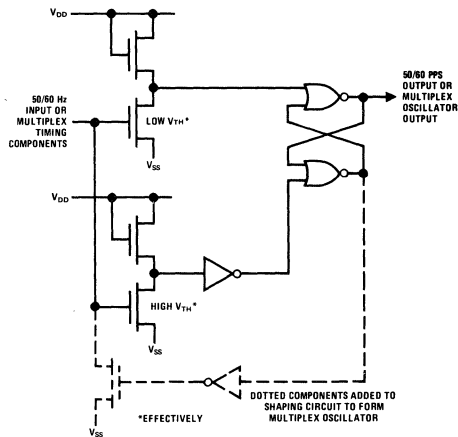 VDD
50/60 Hz
INPUT OR
MULTIPLEX
TIMING
COMPONENTS
LOW VTH*
VSS
50/60 PPS
OUTPUT OR
MULTIPLEX
OSCILLATOR
OUTPUT
VDD
HIGH VTH*
VSS
DOTTED COMPONENTS ADDED TO
SHAPING CIRCUIT TO FORM
MULTIPLEX OSCILLATOR
*EFFECTIVELY
VSS